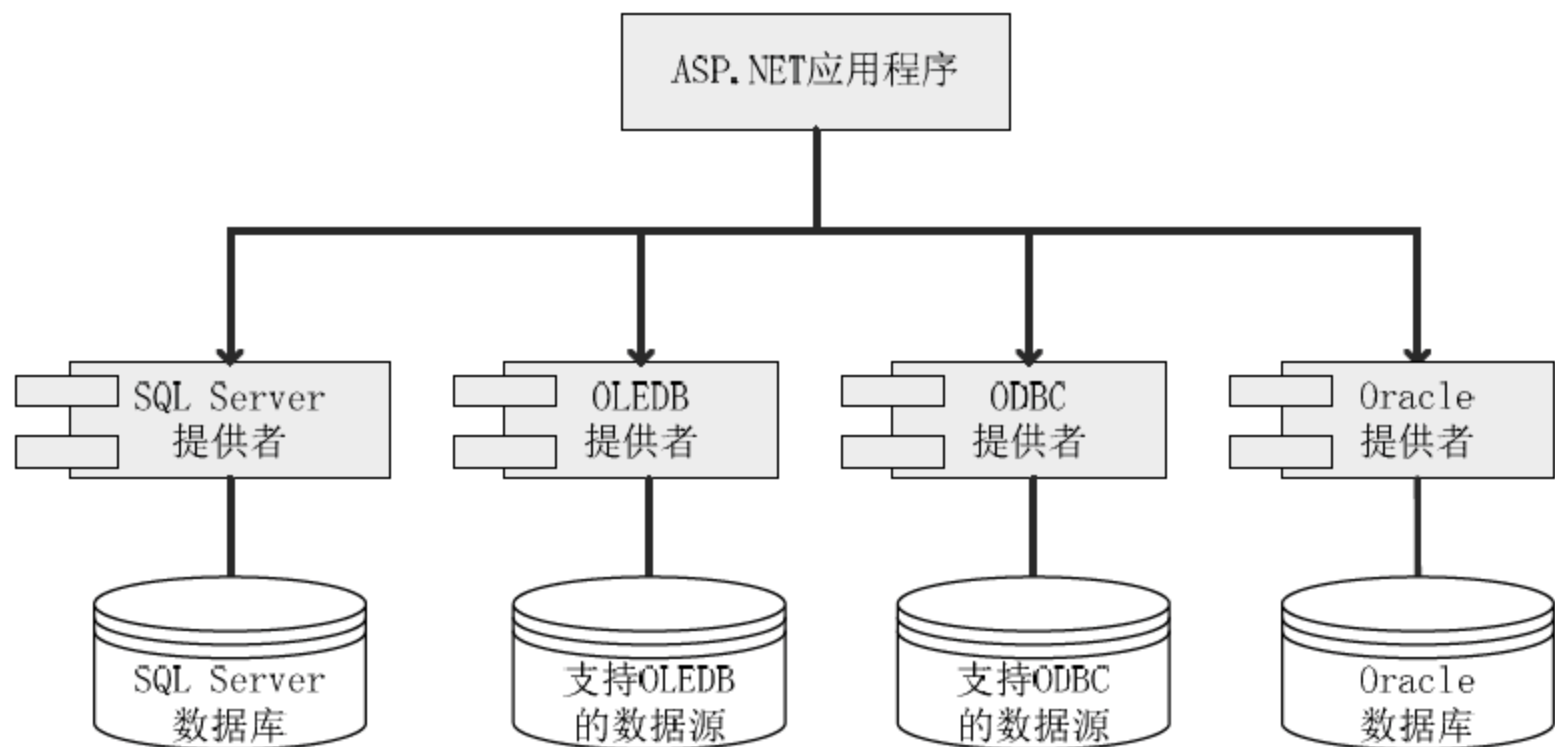 ASP.NET应用程序
SQL Server
提供者
OLEDB
提供者
ODBC
提供者
Oracle
提供者
SQL Server
数据库
支持OLEDB
的数据源
支持ODBC
的数据源
Oracle
数据库